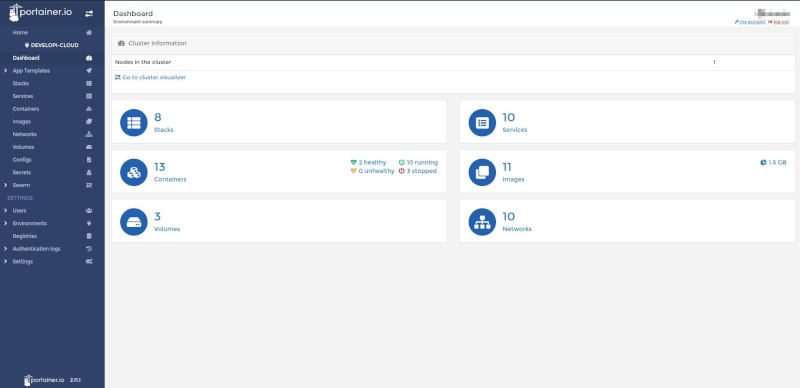 portainer.io
Home
DEVELOPI-CLOUD
Dashboard
App Templates
Stacks
Services
Containers
Images
Networks
Volumes
Configs
Secrets
Swarm
SETTINGS
Users
Environments
Registries
Authentication logs
Settings
portainer.io 2.11.1
Dashboard
Environment summary
my account log out
Cluster information
Nodes in the cluster 1
Go to cluster visualizer
8
Stacks
10
Services
13
Containers
2 healthy 10 running
0 unhealthy 3 stopped
11
Images
1.5 GB
3
Volumes
10
Networks